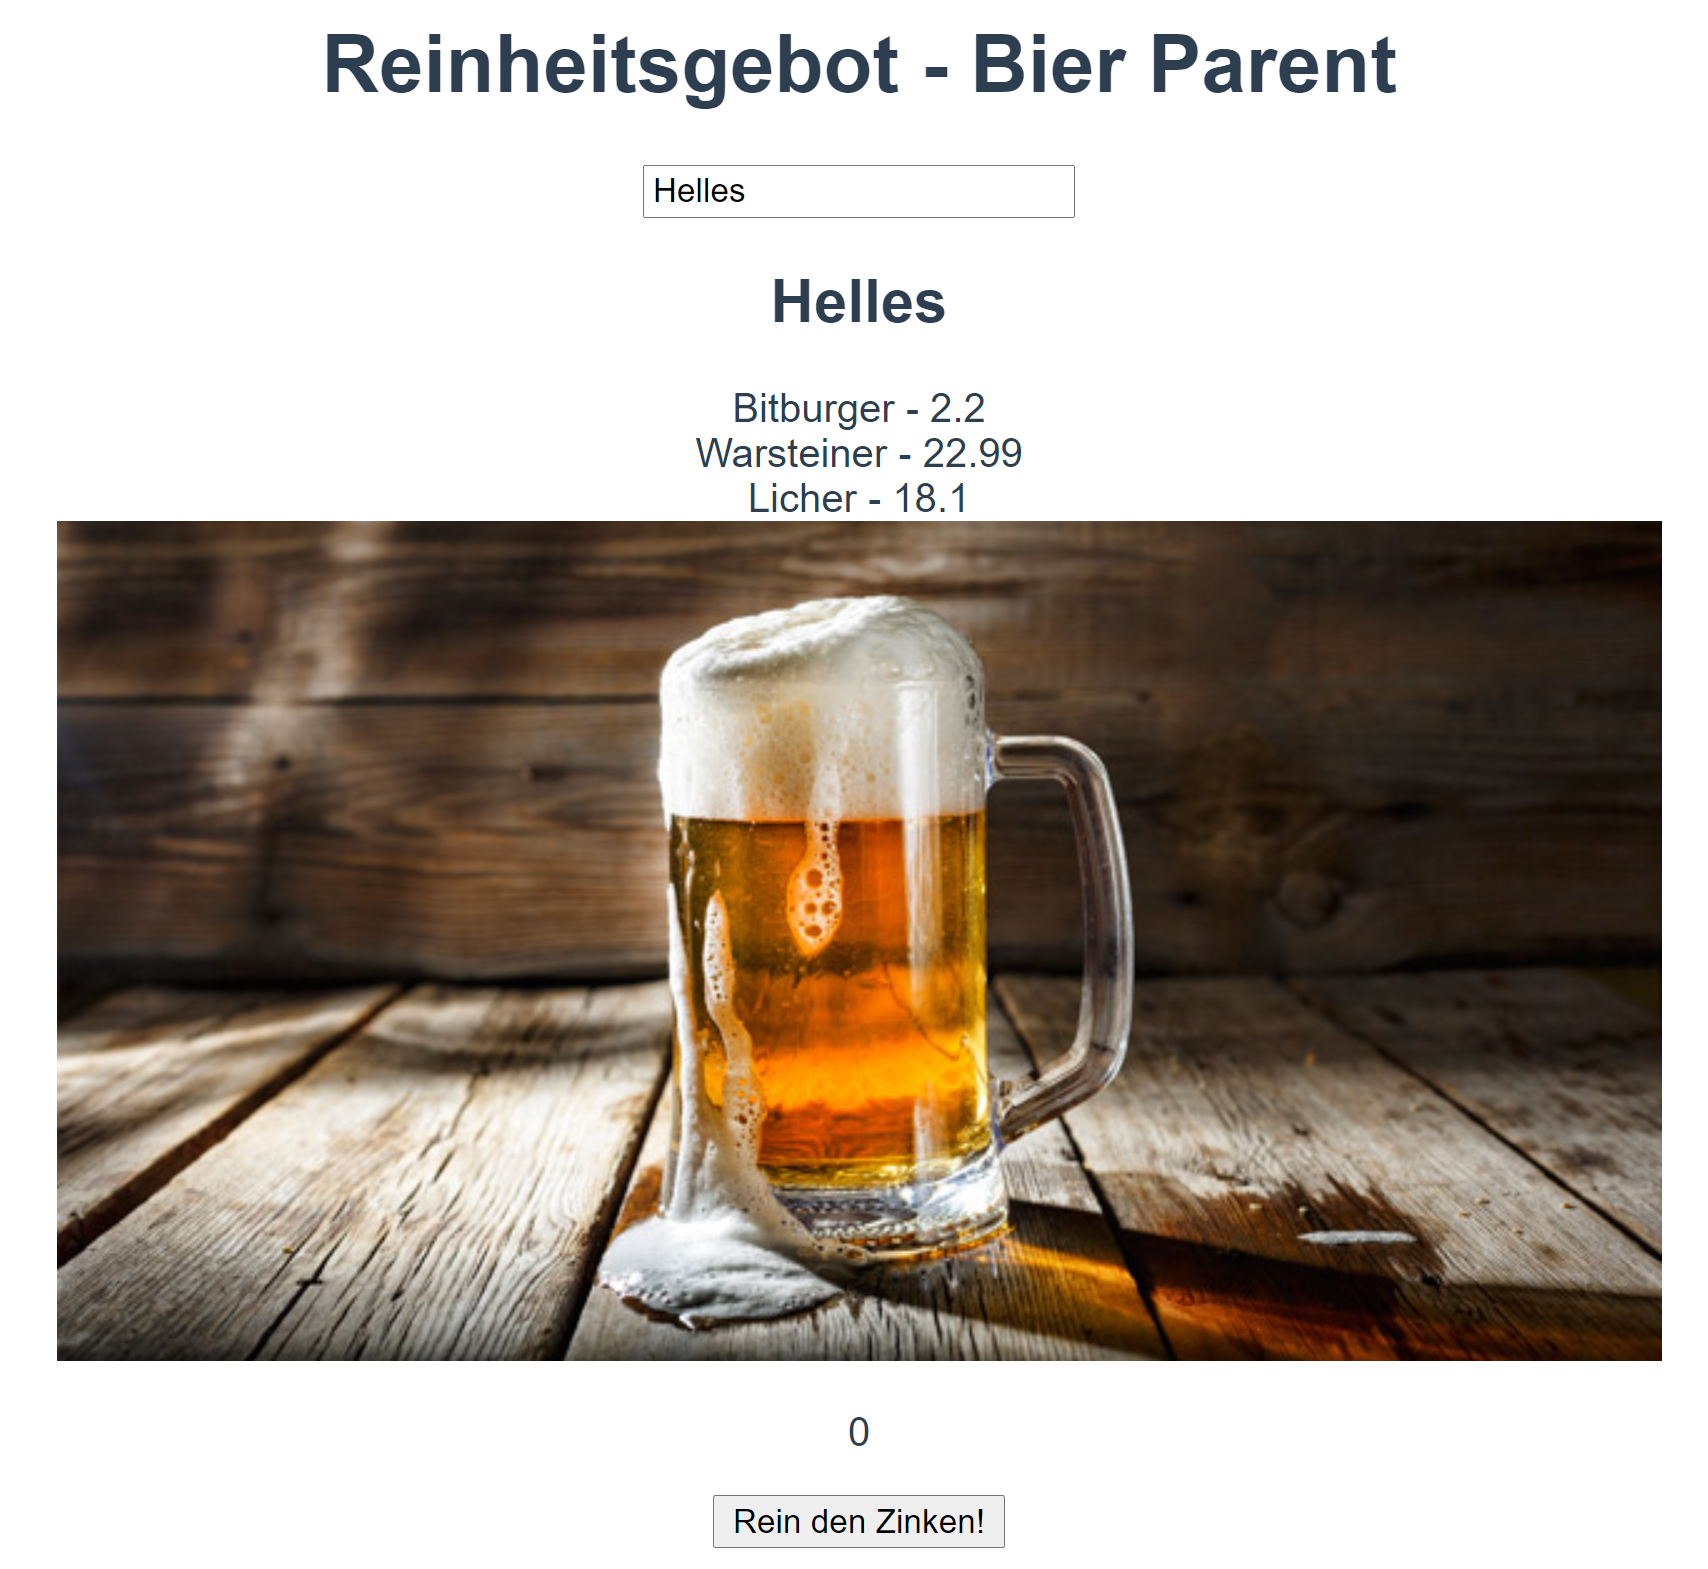 Reinheitsgebot - Bier Parent
Helles
Helles
Bitburger - 2.2
Warsteiner - 22.99
Licher - 18.1
0
Rein den Zinken!